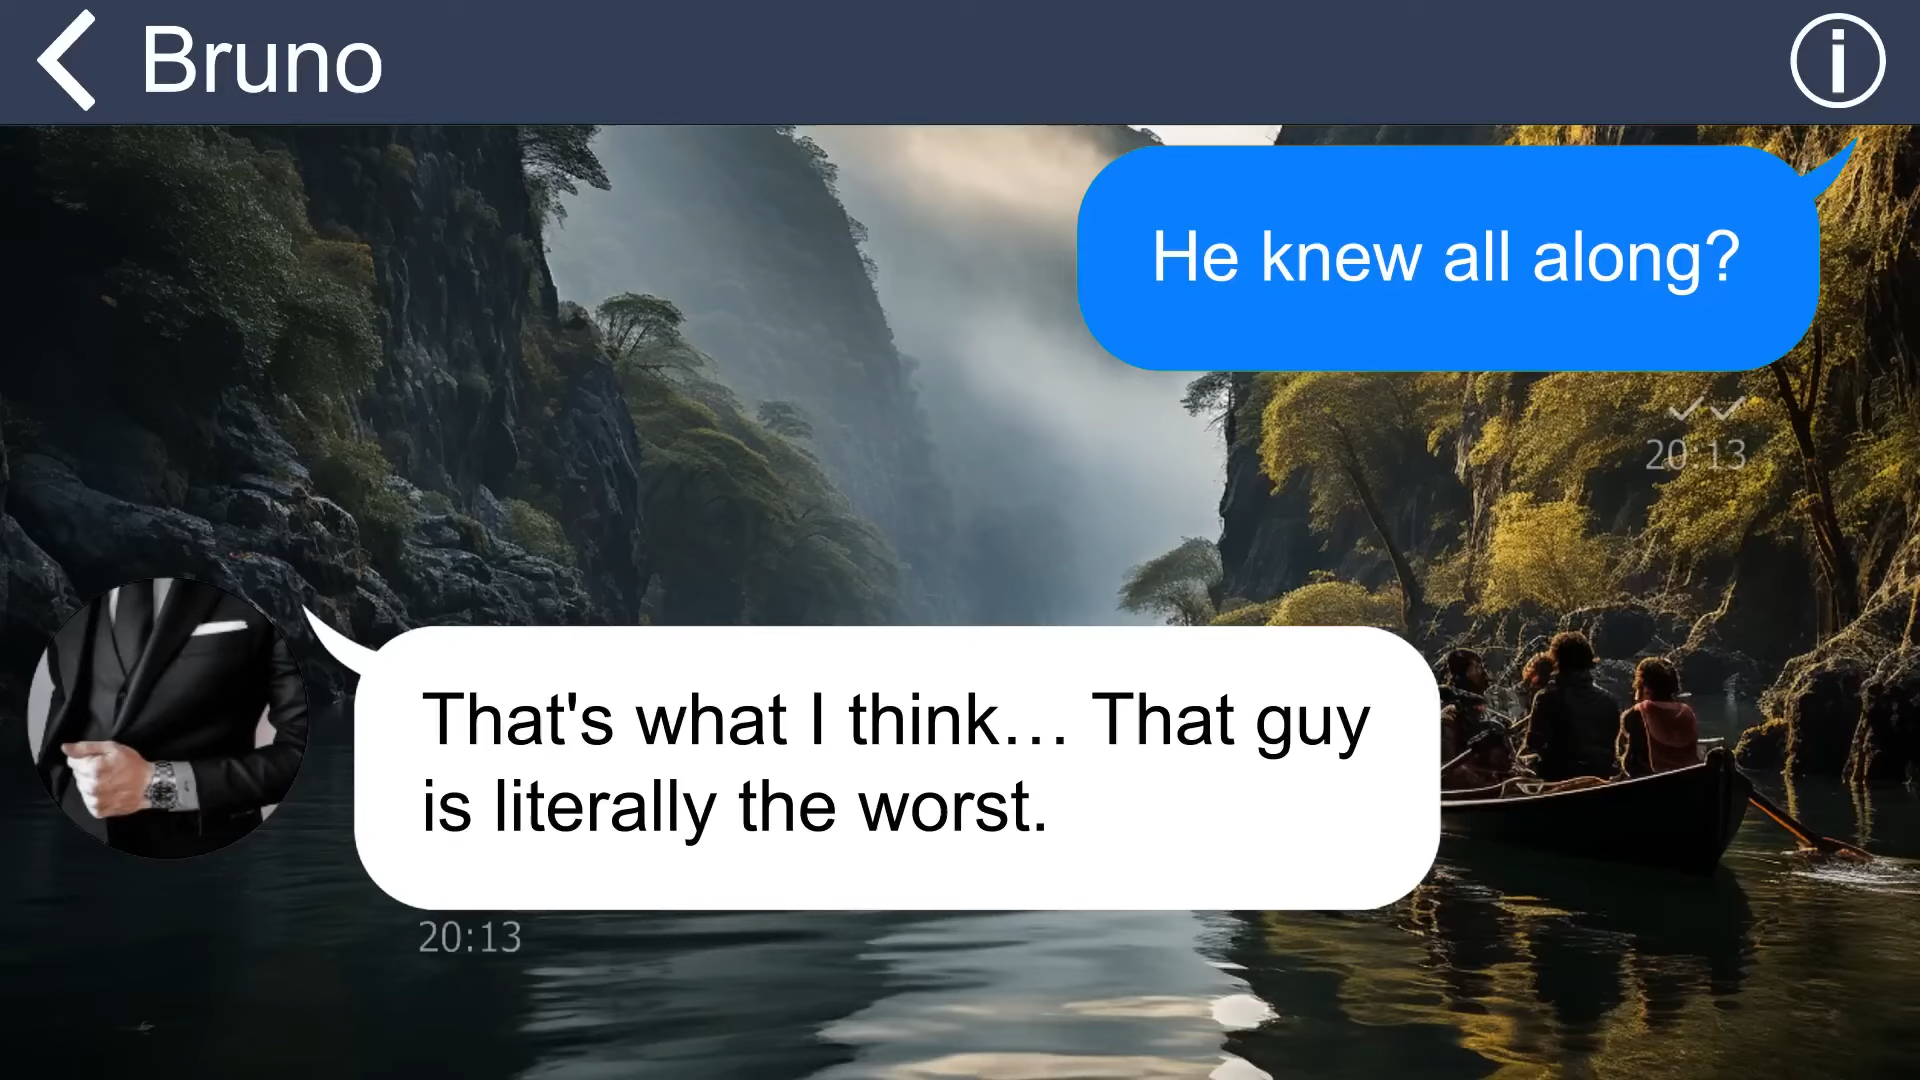 Bruno
He knew all along?
20:13
That's what I think… That guy
is literally the worst.
20:13